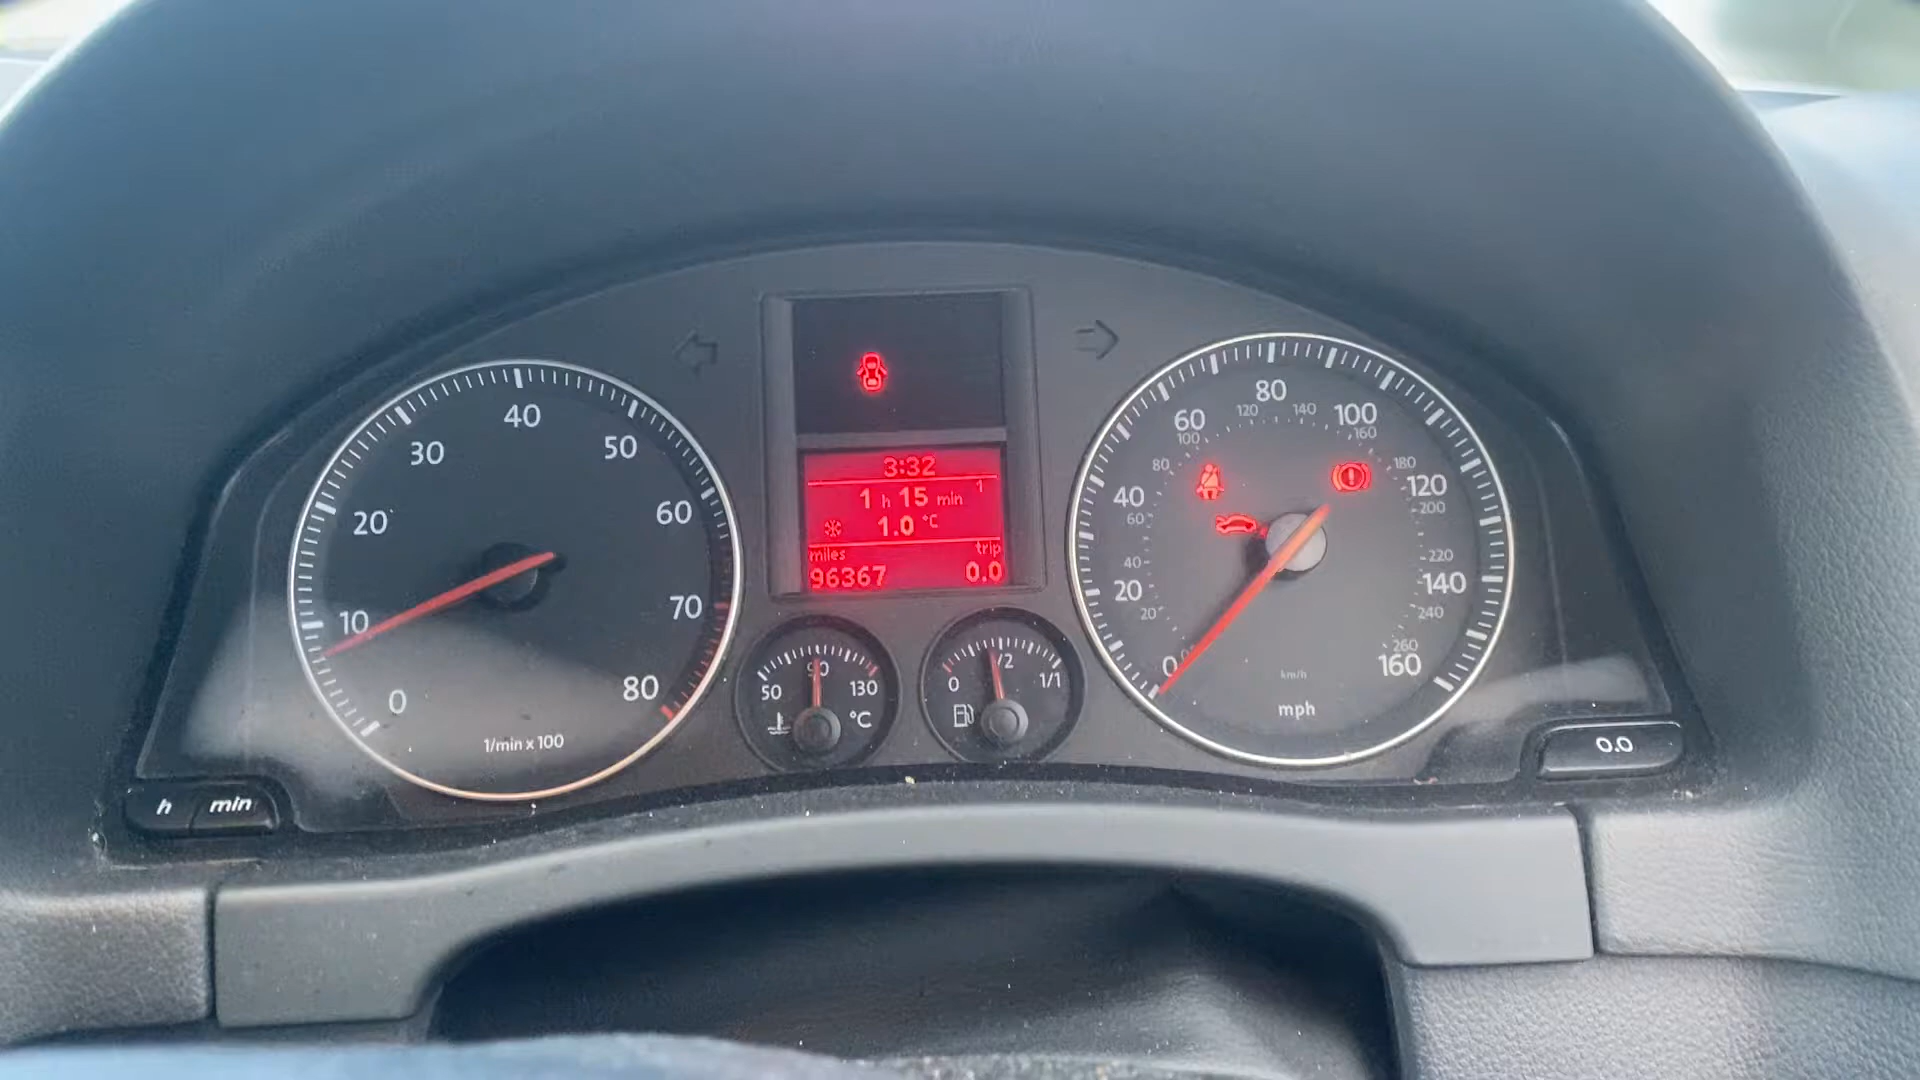 0
10
20
30
40
50
60
70
80
1/min x 100
3:32
1 h 15 min 1
1.0 °C
miles trip
96367 0.0
50 90 130
°C
0 1/2 1/1
0 20 40 60 80 100 120 140 160
20 40 60 80 100 120 140 160 180 200 220 240 260
km/h
mph
h min
0.0